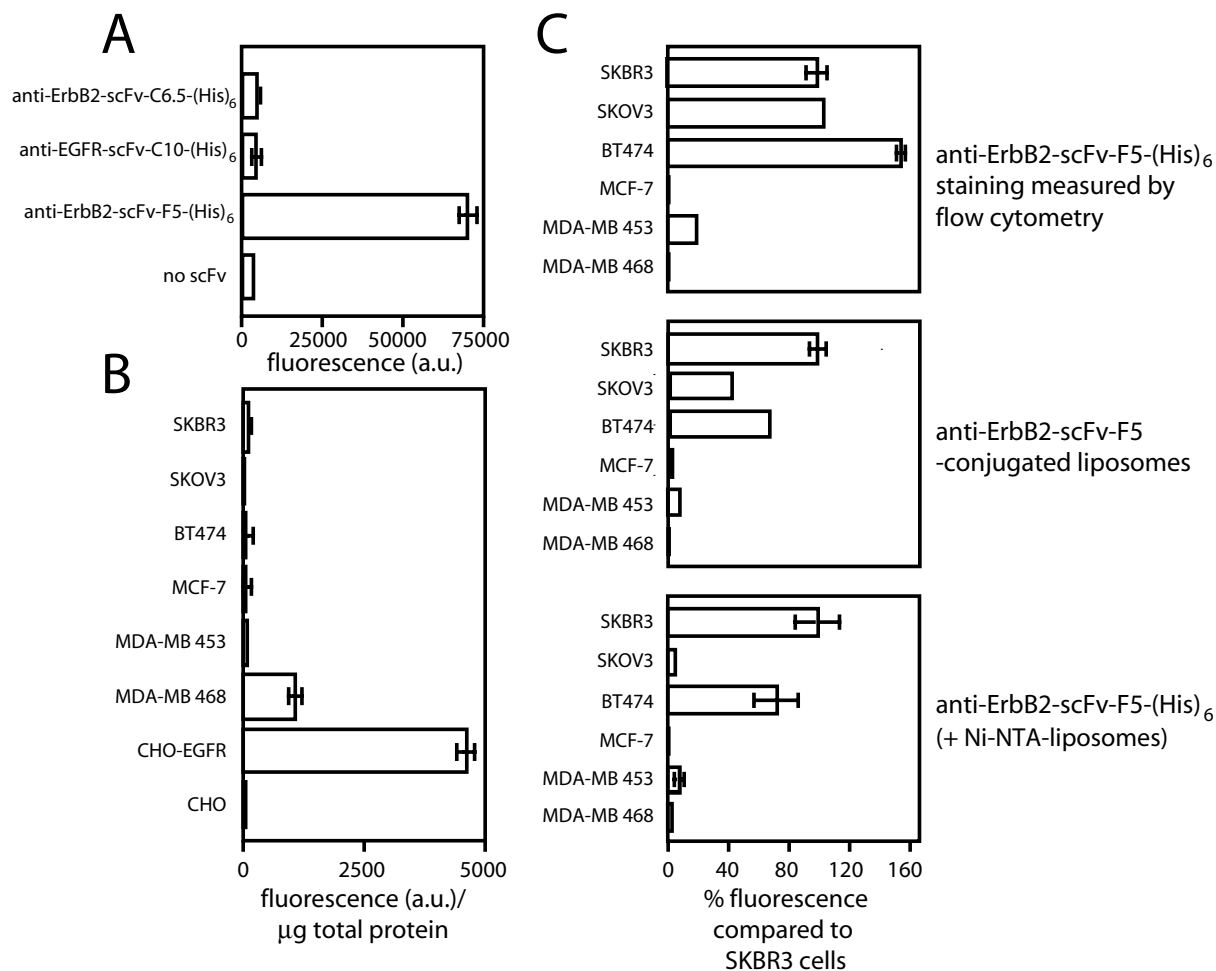 A
anti-ErbB2-scFv-C6.5-(His)6
anti-EGFR-scFv-C10-(His)6
anti-ErbB2-scFv-F5-(His)6
no scFv
0 25000 50000 75000
fluorescence (a.u.)
B
SKBR3
SKOV3
BT474
MCF-7
MDA-MB 453
MDA-MB 468
CHO-EGFR
CHO
0 2500 5000
fluorescence (a.u.)/
μg total protein
C
SKBR3
SKOV3
BT474
MCF-7
MDA-MB 453
MDA-MB 468
anti-ErbB2-scFv-F5-(His)6
staining measured by
flow cytometry
SKBR3
SKOV3
BT474
MCF-7
MDA-MB 453
MDA-MB 468
anti-ErbB2-scFv-F5
-conjugated liposomes
SKBR3
SKOV3
BT474
MCF-7
MDA-MB 453
MDA-MB 468
anti-ErbB2-scFv-F5-(His)6
(+ Ni-NTA-liposomes)
0 40 80 120 160
% fluorescence
compared to
SKBR3 cells